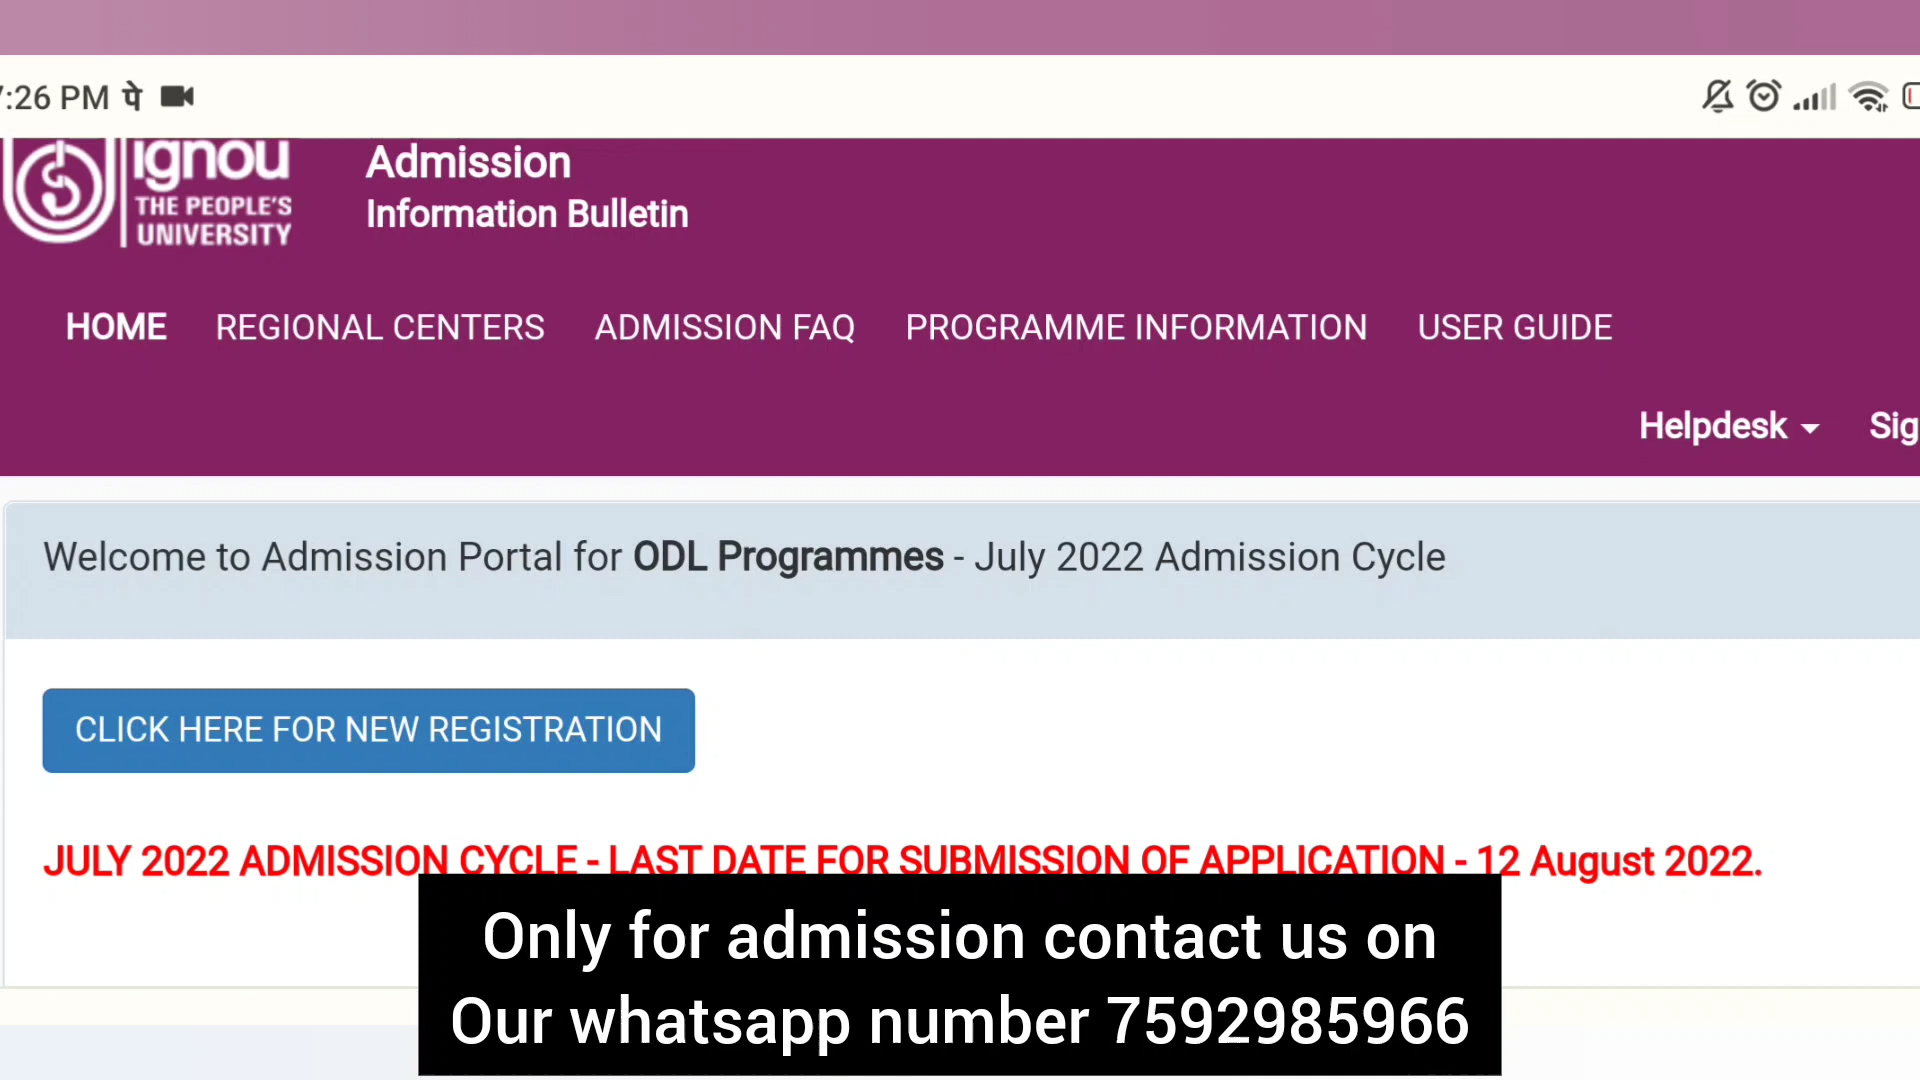 :26 PM पे
ignou
THE PEOPLE'S
UNIVERSITY
Admission
Information Bulletin
HOME REGIONAL CENTERS ADMISSION FAQ PROGRAMME INFORMATION USER GUIDE
Helpdesk
Welcome to Admission Portal for ODL Programmes - July 2022 Admission Cycle
CLICK HERE FOR NEW REGISTRATION
JULY 2022 ADMISSION CYCLE - LAST DATE FOR SUBMISSION OF APPLICATION - 12 August 2022.
Only for admission contact us on
Our whatsapp number 7592985966